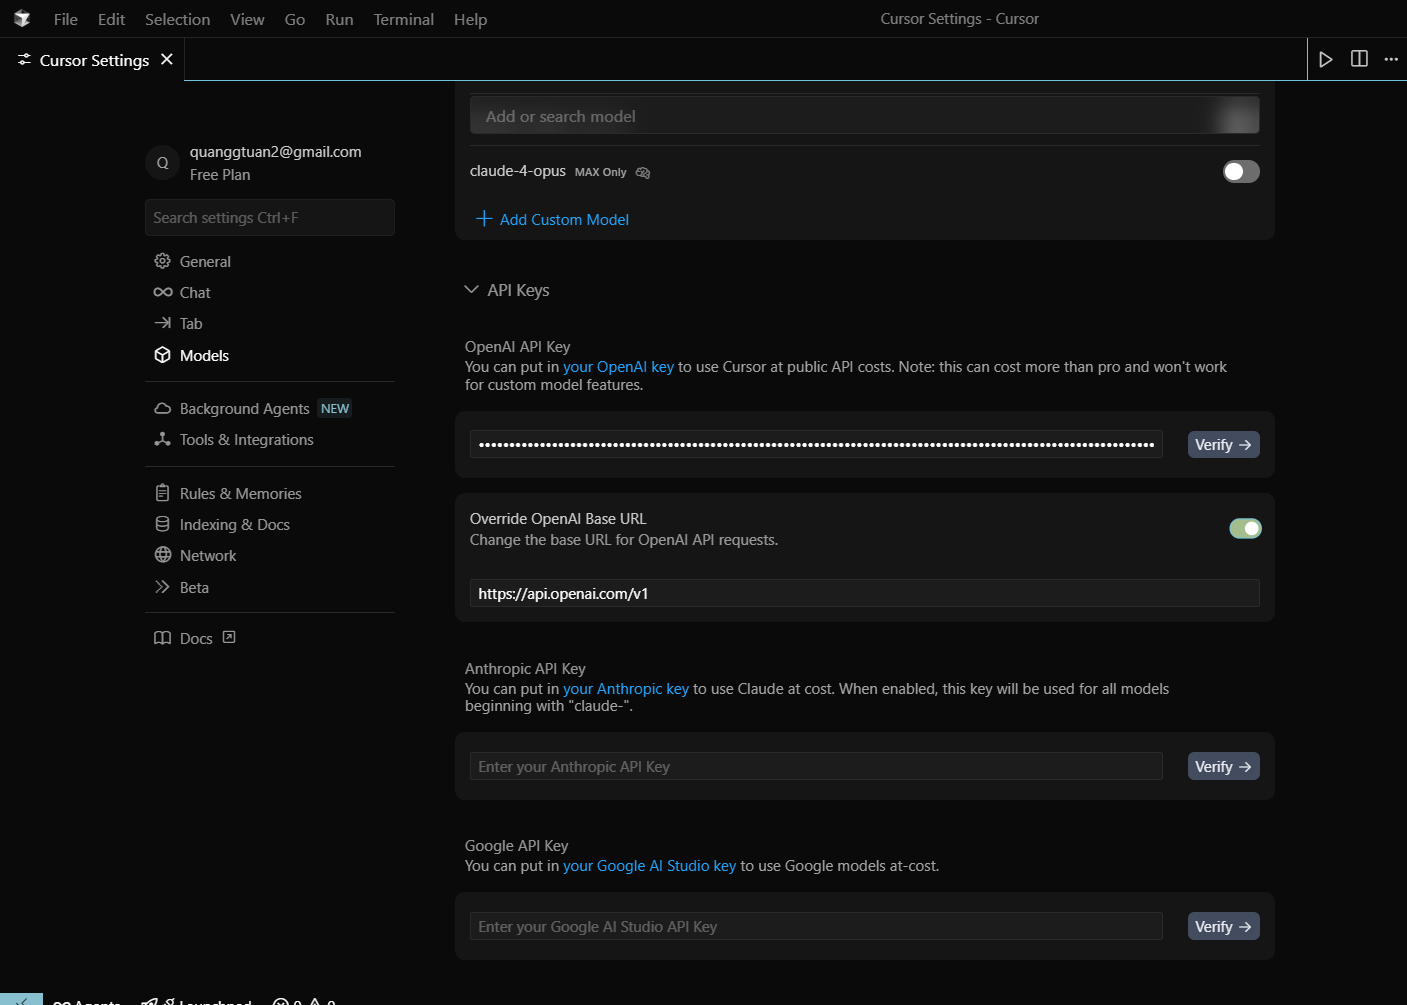 File Edit Selection View Go Run Terminal Help
Cursor Settings - Cursor
Cursor Settings
Q
quanggtuan2@gmail.com
Free Plan
Search settings Ctrl+F
General
Chat
Tab
Models
Background Agents NEW
Tools & Integrations
Rules & Memories
Indexing & Docs
Network
Beta
Docs
Add or search model
claude-4-opus MAX Only
Add Custom Model
API Keys
OpenAI API Key
You can put in your OpenAI key to use Cursor at public API costs. Note: this can cost more than pro and won't work
for custom model features.
Verify →
Override OpenAI Base URL
Change the base URL for OpenAI API requests.
https://api.openai.com/v1
Anthropic API Key
You can put in your Anthropic key to use Claude at cost. When enabled, this key will be used for all models
beginning with "claude-".
Enter your Anthropic API Key
Verify →
Google API Key
You can put in your Google AI Studio key to use Google models at-cost.
Enter your Google AI Studio API Key
Verify →
Agents Launchpad 0 0